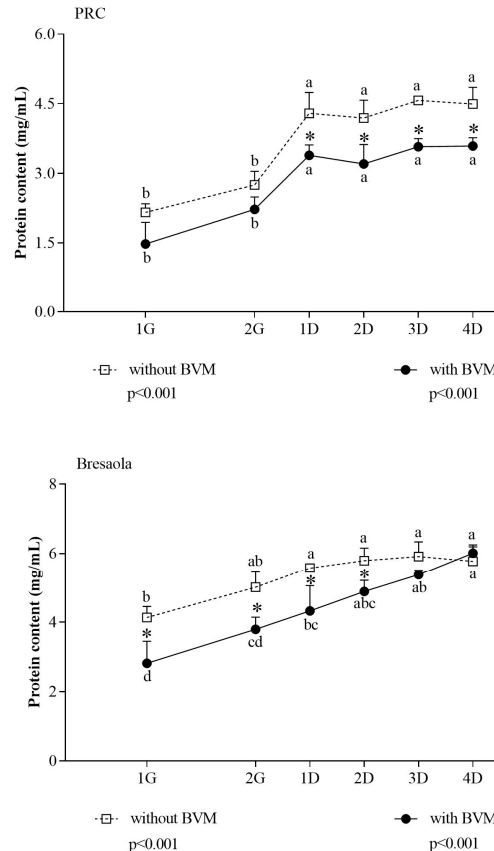 PRC
Protein content (mg/mL)
6.0
4.5
3.0
1.5
0.0
a a a a
b b
* * * *
a a a a
b b
1G 2G 1D 2D 3D 4D
without BVM with BVM
p<0.001 p<0.001
Bresaola
Protein content (mg/mL)
8
6
4
2
0
b ab a a a a
* * * *
d cd bc abc ab a
1G 2G 1D 2D 3D 4D
without BVM with BVM
p<0.001 p<0.001